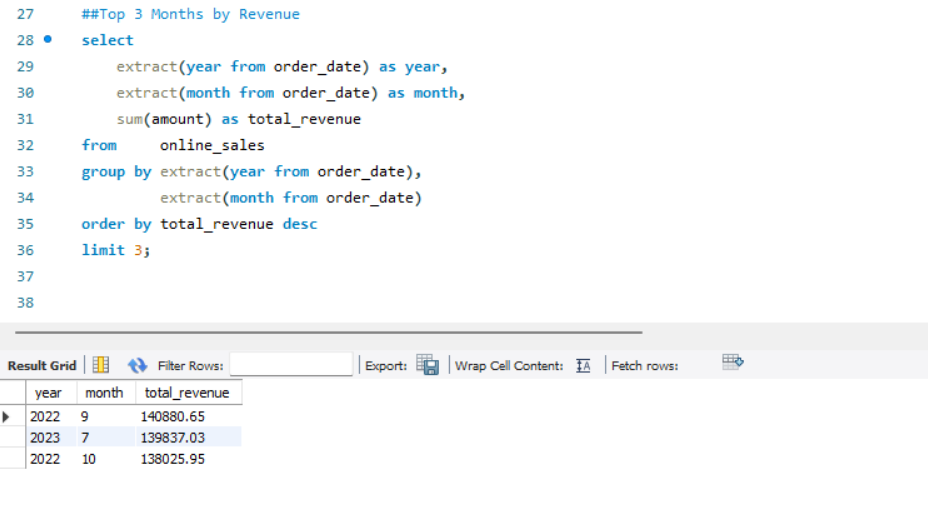 27 ##Top 3 Months by Revenue
28 select
29 extract(year from order_date) as year,
30 extract(month from order_date) as month,
31 sum(amount) as total_revenue
32 from online_sales
33 group by extract(year from order_date),
34 extract(month from order_date)
35 order by total_revenue desc
36 limit 3;
37
38
Result Grid Filter Rows: Export: Wrap Cell Content: Fetch rows:
year month total_revenue
2022 9 140880.65
2023 7 139837.03
2022 10 138025.95